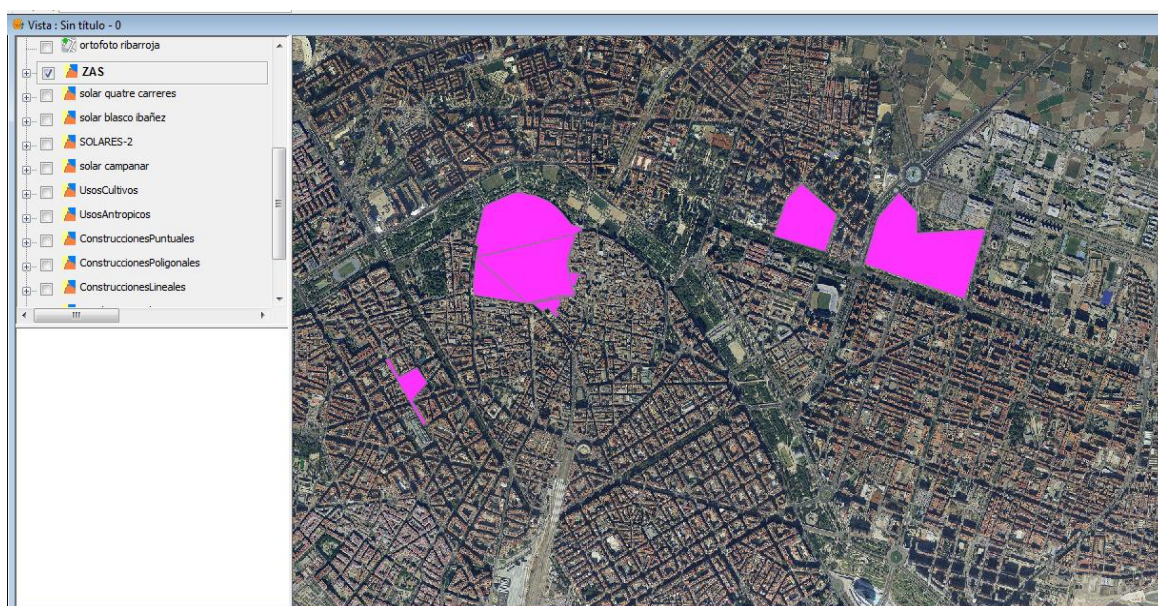 Vista : Sin título - 0
ortofoto ribarroja
ZAS
solar quatre carreres
solar blasco ibañez
SOLARES-2
solar campanar
UsosCultivos
UsosAntropicos
ConstruccionesPuntuales
ConstruccionesPoligonales
ConstruccionesLineales